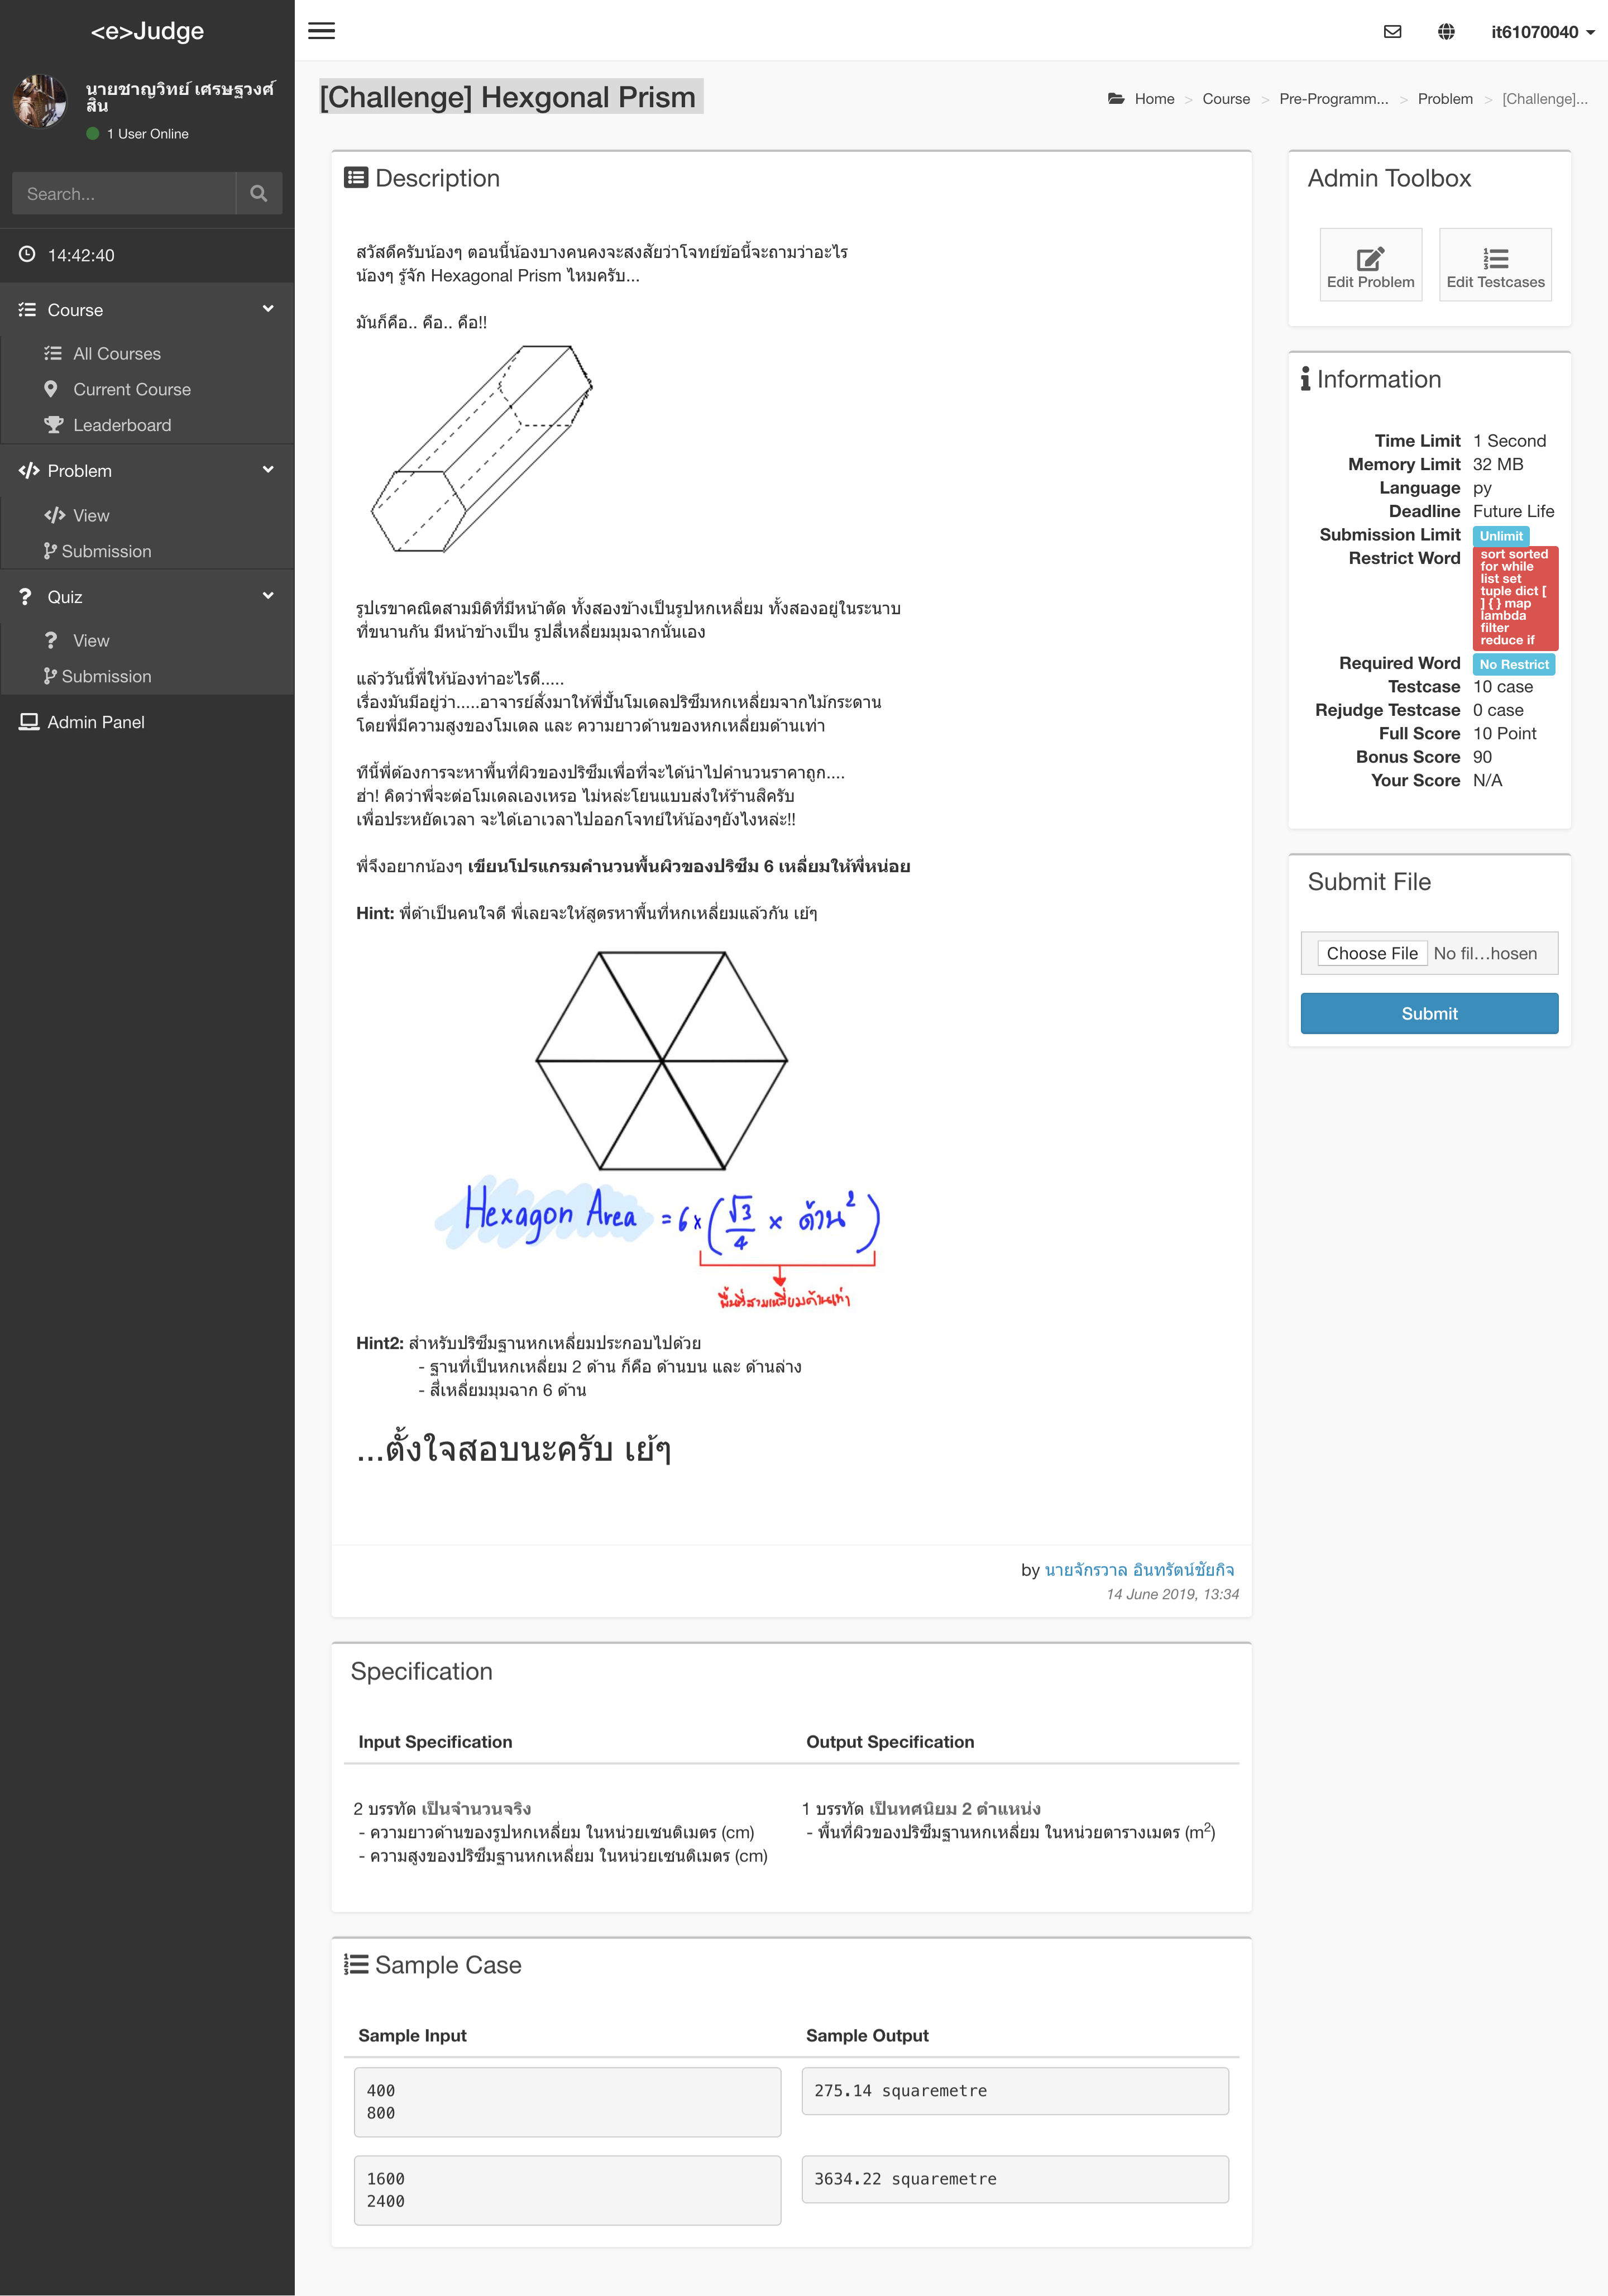 <e>Judge
นายชาญวิทย์ เศรษฐวงศ์
สิน
1 User Online
Search...
14:42:40
Course
All Courses
Current Course
Leaderboard
Problem
View
Submission
Quiz
View
Submission
Admin Panel
it61070040
[Challenge] Hexgonal Prism
Home > Course > Pre-Programm... > Problem > [Challenge]...
Description
สวัสดีครับน้องๆ ตอนนี้น้องบางคนคงจะสงสัยว่าโจทย์ข้อนี้จะถามว่าอะไร
น้องๆ รู้จัก Hexagonal Prism ไหมครับ...
มันก็คือ.. คือ.. คือ!!
รูปเรขาคณิตสามมิติที่มีหน้าตัด ทั้งสองข้างเป็นรูปหกเหลี่ยม ทั้งสองอยู่ในระนาบ
ที่ขนานกัน มีหน้าข้างเป็น รูปสี่เหลี่ยมมุมฉากนั่นเอง
แล้ววันนี้พี่ให้น้องทำอะไรดี.....
เรื่องมันมีอยู่ว่า.....อาจารย์สั่งมาให้พี่ปั้นโมเดลปริซึมหกเหลี่ยมจากไม้กระดาน
โดยพี่มีความสูงของโมเดล และ ความยาวด้านของหกเหลี่ยมด้านเท่า
ทีนี้พี่ต้องการจะหาพื้นที่ผิวของปริซึมเพื่อที่จะได้นำไปคำนวนราคาถูก....
ฮ่า! คิดว่าพี่จะต่อโมเดลเองเหรอ ไม่หล่ะโยนแบบส่งให้ร้านสิครับ
เพื่อประหยัดเวลา จะได้เอาเวลาไปออกโจทย์ให้น้องๆยังไงหล่ะ!!
พี่จึงอยากน้องๆ เขียนโปรแกรมคำนวนพื้นผิวของปริซึม 6 เหลี่ยมให้พี่หน่อย
Hint: พี่ต้าเป็นคนใจดี พี่เลยจะให้สูตรหาพื้นที่หกเหลี่ยมแล้วกัน เย้ๆ
Hexagon Area = 6 × (√3/4 × ด้าน²)
พื้นที่สามเหลี่ยมด้านเท่า
Hint2: สำหรับปริซึมฐานหกเหลี่ยมประกอบไปด้วย
- ฐานที่เป็นหกเหลี่ยม 2 ด้าน ก็คือ ด้านบน และ ด้านล่าง
- สี่เหลี่ยมมุมฉาก 6 ด้าน
...ตั้งใจสอบนะครับ เย้ๆ
by นายจักรวาล อินทรัตน์ชัยกิจ
14 June 2019, 13:34
Specification
Input Specification
2 บรรทัด เป็นจำนวนจริง
- ความยาวด้านของรูปหกเหลี่ยม ในหน่วยเซนติเมตร (cm)
- ความสูงของปริซึมฐานหกเหลี่ยม ในหน่วยเซนติเมตร (cm)
Output Specification
1 บรรทัด เป็นทศนิยม 2 ตำแหน่ง
- พื้นที่ผิวของปริซึมฐานหกเหลี่ยม ในหน่วยตารางเมตร (m²)
Sample Case
Sample Input
Sample Output
400
800
275.14 squaremetre
1600
2400
3634.22 squaremetre
Admin Toolbox
Edit Problem
Edit Testcases
Information
Time Limit 1 Second
Memory Limit 32 MB
Language py
Deadline Future Life
Submission Limit Unlimit
Restrict Word sort sorted
for while
list set
tuple dict [
] { } map
lambda
filter
reduce if
Required Word No Restrict
Testcase 10 case
Rejudge Testcase 0 case
Full Score 10 Point
Bonus Score 90
Your Score N/A
Submit File
Choose File No fil...hosen
Submit